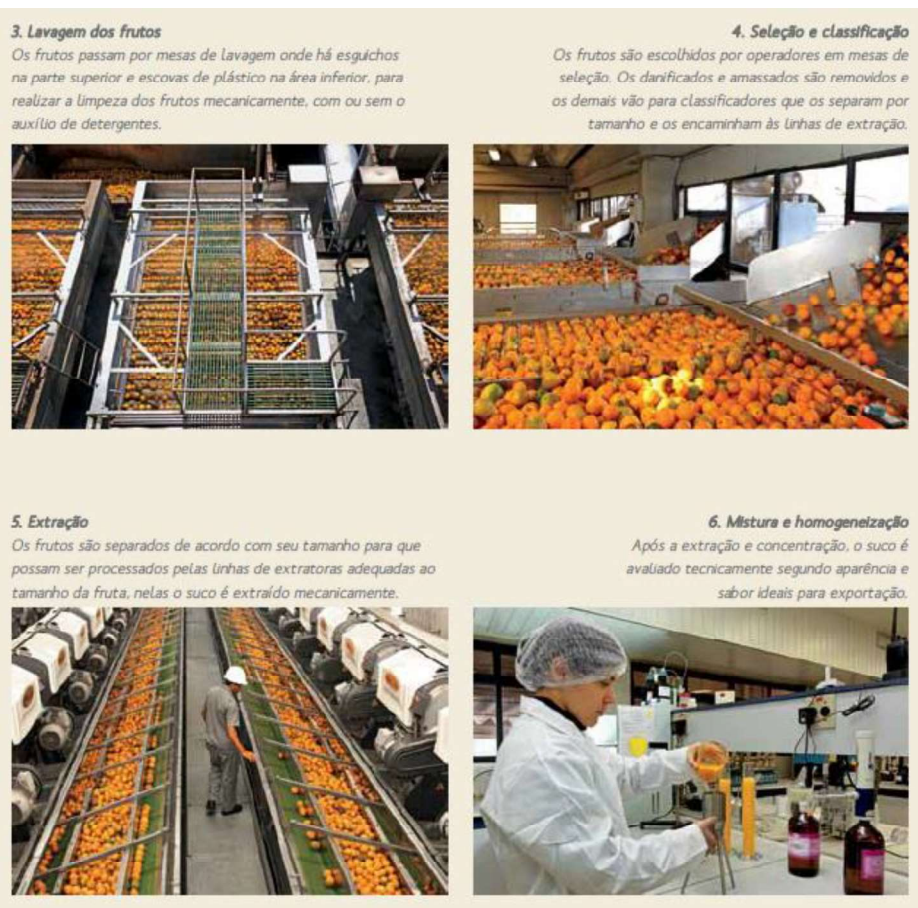 3. Lavagem dos frutos
Os frutos passam por mesas de lavagem onde há esguichos
na parte superior e escovas de plástico na área inferior, para
realizar a limpeza dos frutos mecanicamente, com ou sem o
auxílio de detergentes.
4. Seleção e classificação
Os frutos são escolhidos por operadores em mesas de
seleção. Os danificados e amassados são removidos e
os demais vão para classificadores que os separam por
tamanho e os encaminham às linhas de extração.
5. Extração
Os frutos são separados de acordo com seu tamanho para que
possam ser processados pelas linhas de extratoras adequadas ao
tamanho da fruta, nelas o suco é extraído mecanicamente.
6. Mistura e homogeneização
Após a extração e concentração, o suco é
avaliado tecnicamente segundo aparência e
sabor ideais para exportação.